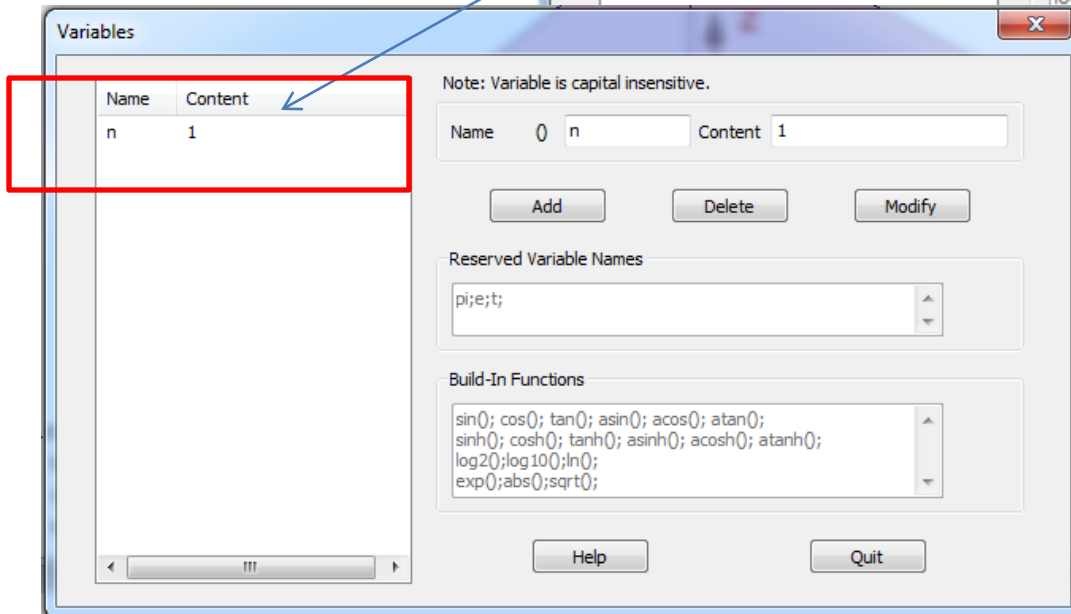 Variables
Note: Variable is capital insensitive.
Name Content
n 1
Name () n Content 1
Add Delete Modify
Reserved Variable Names
pi;e;t;
Build-In Functions
sin(); cos(); tan(); asin(); acos(); atan();
sinh(); cosh(); tanh(); asinh(); acosh(); atanh();
log2();log10();ln();
exp();abs();sqrt();
Help Quit